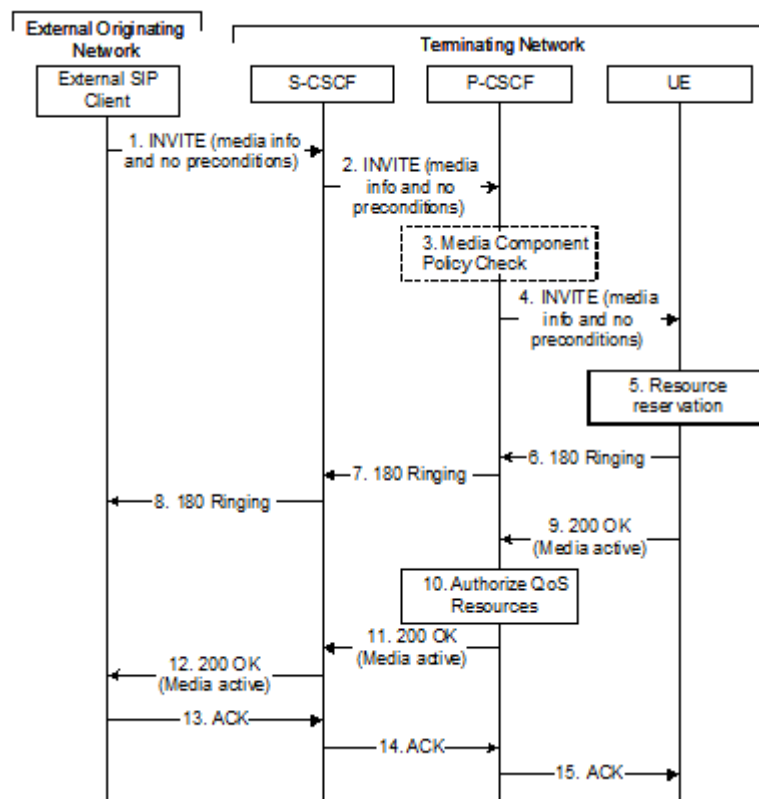 External Originating
Network
Terminating Network
External SIP
Client
S-CSCF
P-CSCF
UE
1. INVITE (media info
and no preconditions)
2. INVITE (media
info and no
preconditions)
3. Media Component
Policy Check
4. INVITE (media
info and no
preconditions)
5. Resource
reservation
6. 180 Ringing
7. 180 Ringing
8. 180 Ringing
9. 200 OK
(Media active)
10. Authorize QoS
Resources
11. 200 OK
(Media active)
12. 200 OK
(Media active)
13. ACK
14. ACK
15. ACK